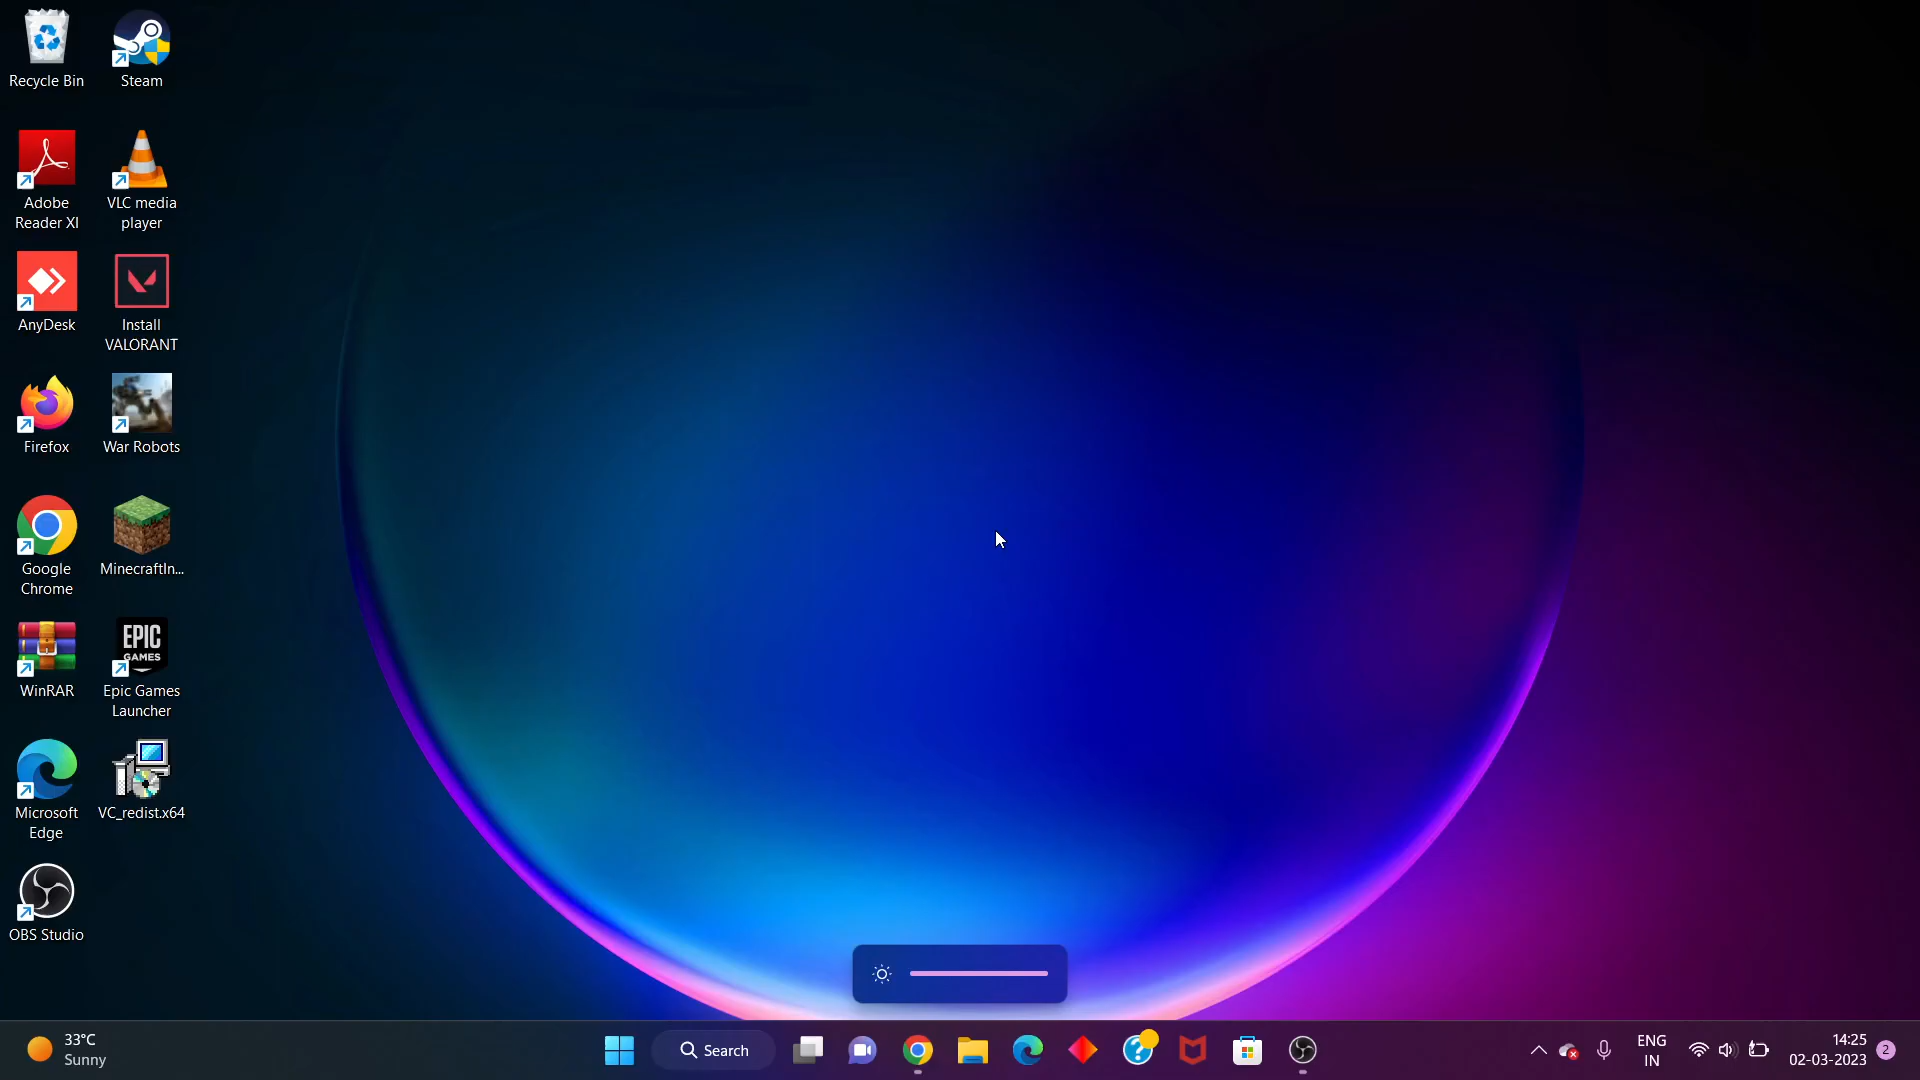 Recycle Bin
Steam
Adobe
Reader XI
VLC media
player
AnyDesk
Install
VALORANT
Firefox
War Robots
Google
Chrome
MinecraftIn...
WinRAR
EPIC
GAMES
Epic Games
Launcher
Microsoft
Edge
VC_redist.x64
OBS Studio
33°C
Sunny
Search
ENG
IN
14:25
02-03-2023
2